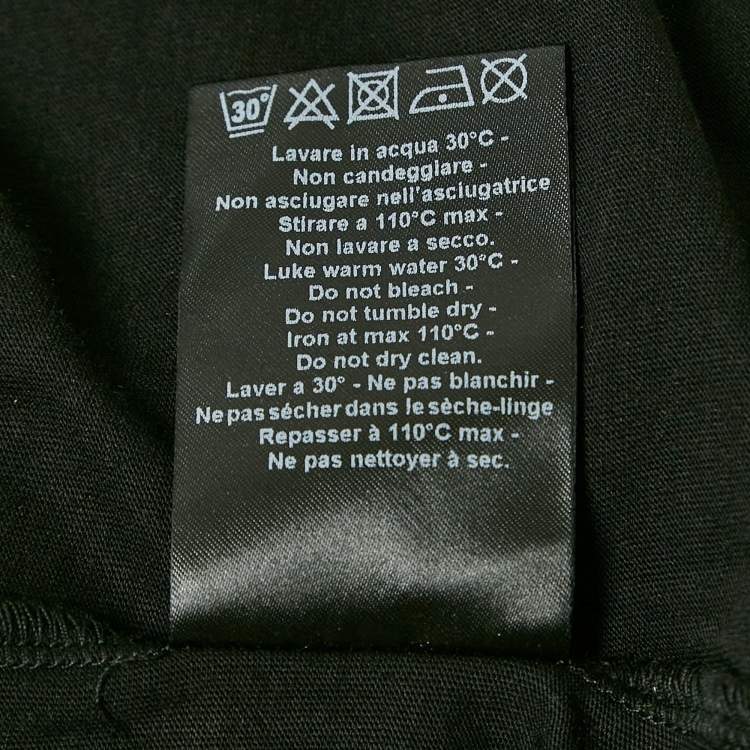 30°
Lavare in acqua 30°C -
Non candeggiare -
Non asciugare nell'asciugatrice
Stirare a 110°C max -
Non lavare a secco.
Luke warm water 30°C -
Do not bleach -
Do not tumble dry -
Iron at max 110°C -
Do not dry clean.
Laver a 30° - Ne pas blanchir -
Ne pas sécher dans le sèche-linge
Repasser à 110°C max -
Ne pas nettoyer à sec.